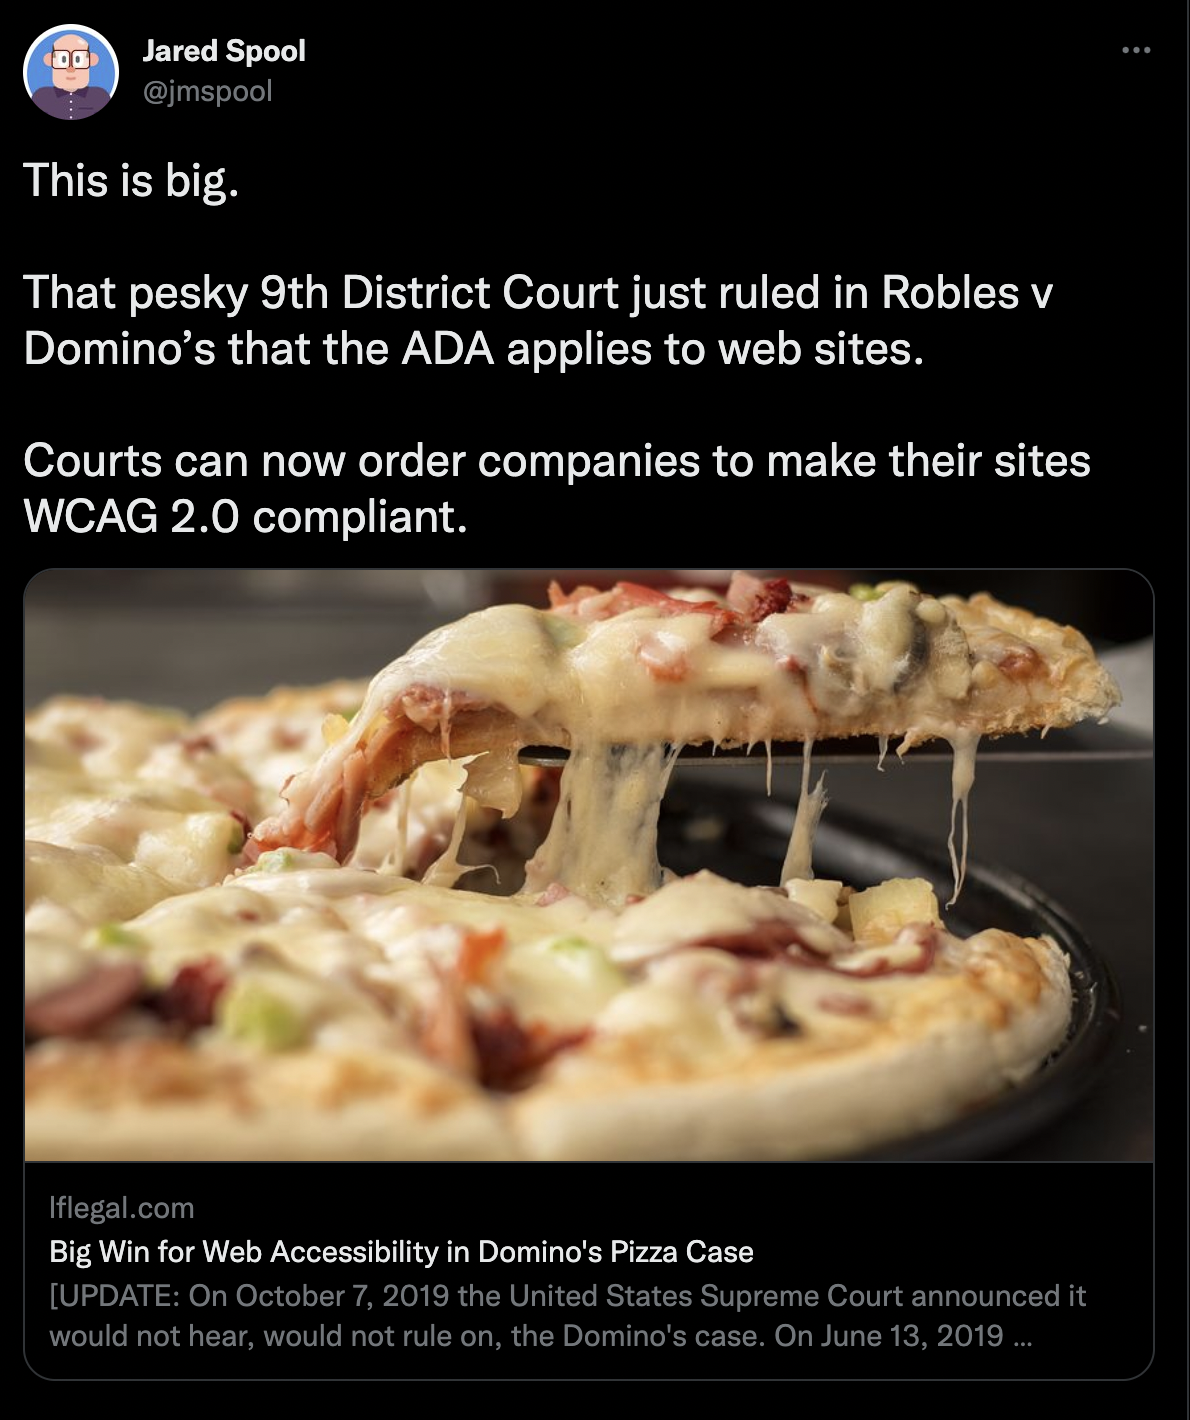 Jared Spool
@jmspool
This is big.
That pesky 9th District Court just ruled in Robles v
Domino’s that the ADA applies to web sites.
Courts can now order companies to make their sites
WCAG 2.0 compliant.
lflegal.com
Big Win for Web Accessibility in Domino's Pizza Case
[UPDATE: On October 7, 2019 the United States Supreme Court announced it
would not hear, would not rule on, the Domino's case. On June 13, 2019 ...